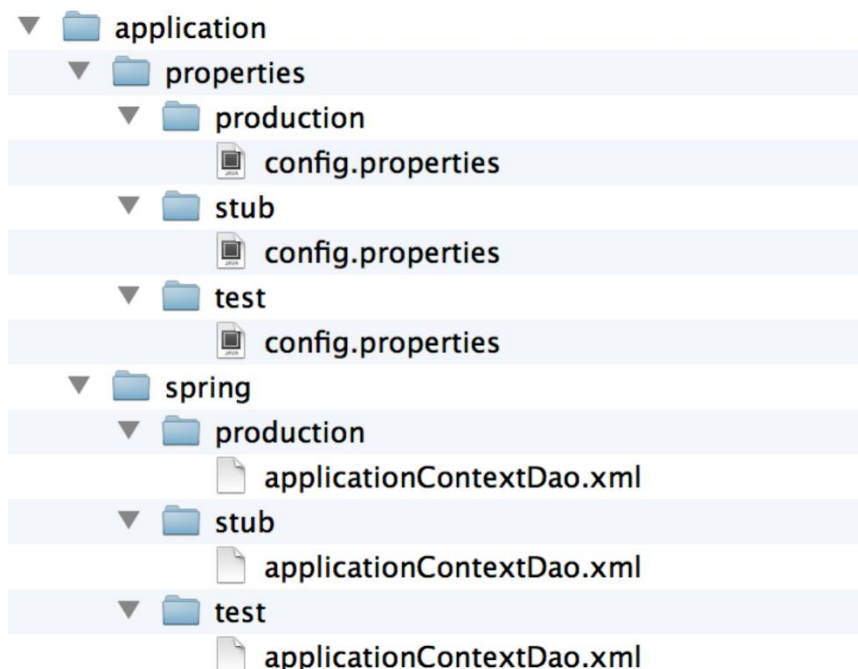 application
properties
production
config.properties
stub
config.properties
test
config.properties
spring
production
applicationContextDao.xml
stub
applicationContextDao.xml
test
applicationContextDao.xml